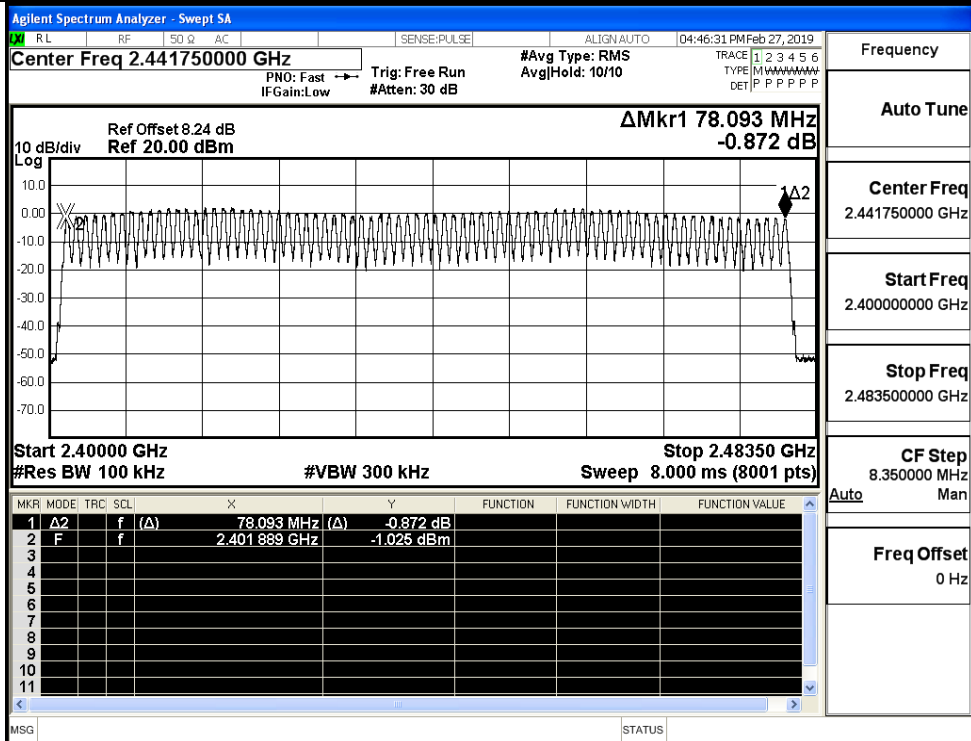 Agilent Spectrum Analyzer - Swept SA
LXI RL RF 50 Ω AC SENSE:PULSE ALIGN AUTO 04:46:31 PM Feb 27, 2019
Center Freq 2.441750000 GHz
PNO: Fast
IFGain:Low
Trig: Free Run
#Atten: 30 dB
#Avg Type: RMS
Avg|Hold: 10/10
TRACE 1 2 3 4 5 6
TYPE M W W W W W
DET P P P P P P
Ref Offset 8.24 dB
10 dB/div Ref 20.00 dBm
Log
ΔMkr1 78.093 MHz
-0.872 dB
10.0
0.00
-10.0
-20.0
-30.0
-40.0
-50.0
-60.0
-70.0
2
1Δ2
Start 2.40000 GHz Stop 2.48350 GHz
#Res BW 100 kHz #VBW 300 kHz Sweep 8.000 ms (8001 pts)
MKR MODE TRC SCL X Y FUNCTION FUNCTION WIDTH FUNCTION VALUE
1 Δ2 f (Δ) 78.093 MHz (Δ) -0.872 dB
2 F f 2.401 889 GHz -1.025 dBm
3
4
5
6
7
8
9
10
11
MSG STATUS
Frequency
Auto Tune
Center Freq
2.441750000 GHz
Start Freq
2.400000000 GHz
Stop Freq
2.483500000 GHz
CF Step
8.350000 MHz
Auto Man
Freq Offset
0 Hz